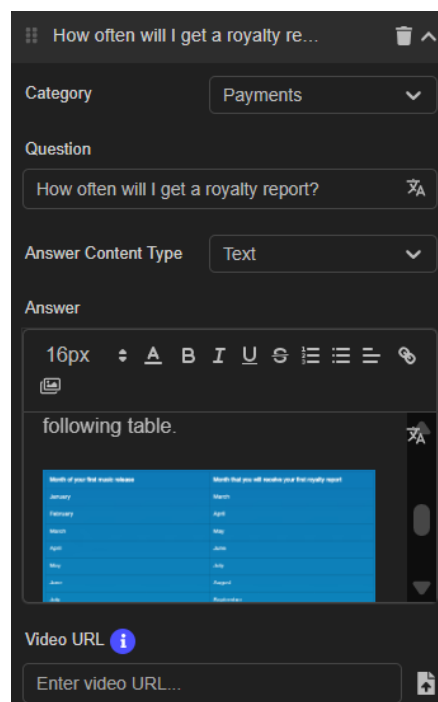 How often will I get a royalty re...
Category
Payments
Question
How often will I get a royalty report?
Answer Content Type
Text
Answer
16px A B I U S
following table.
Month of your first music release Month that you will receive your first royalty report
January March
February April
March May
April June
May July
June August
July September
Video URL
Enter video URL...